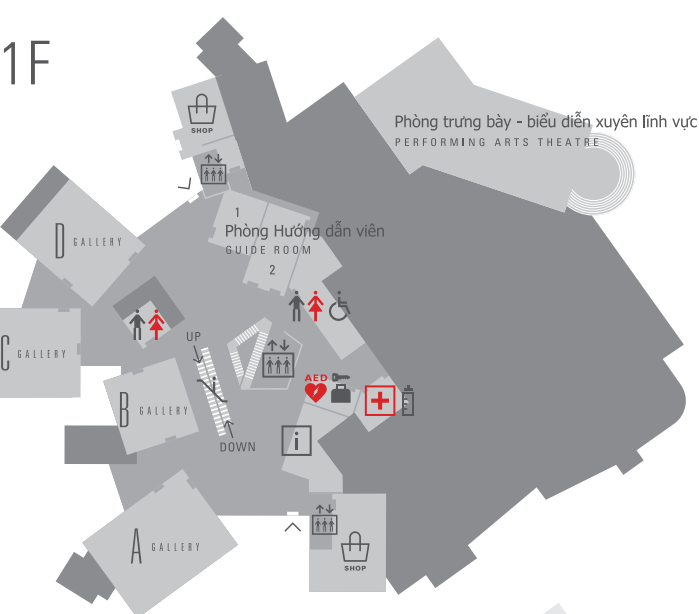 1F
SHOP
Phòng trưng bày - biểu diễn xuyên lĩnh vực
PERFORMING ARTS THEATRE
1
Phòng Hướng dẫn viên
GUIDE ROOM
2
D GALLERY
C GALLERY
UP
B GALLERY
AED
DOWN
i
A GALLERY
SHOP